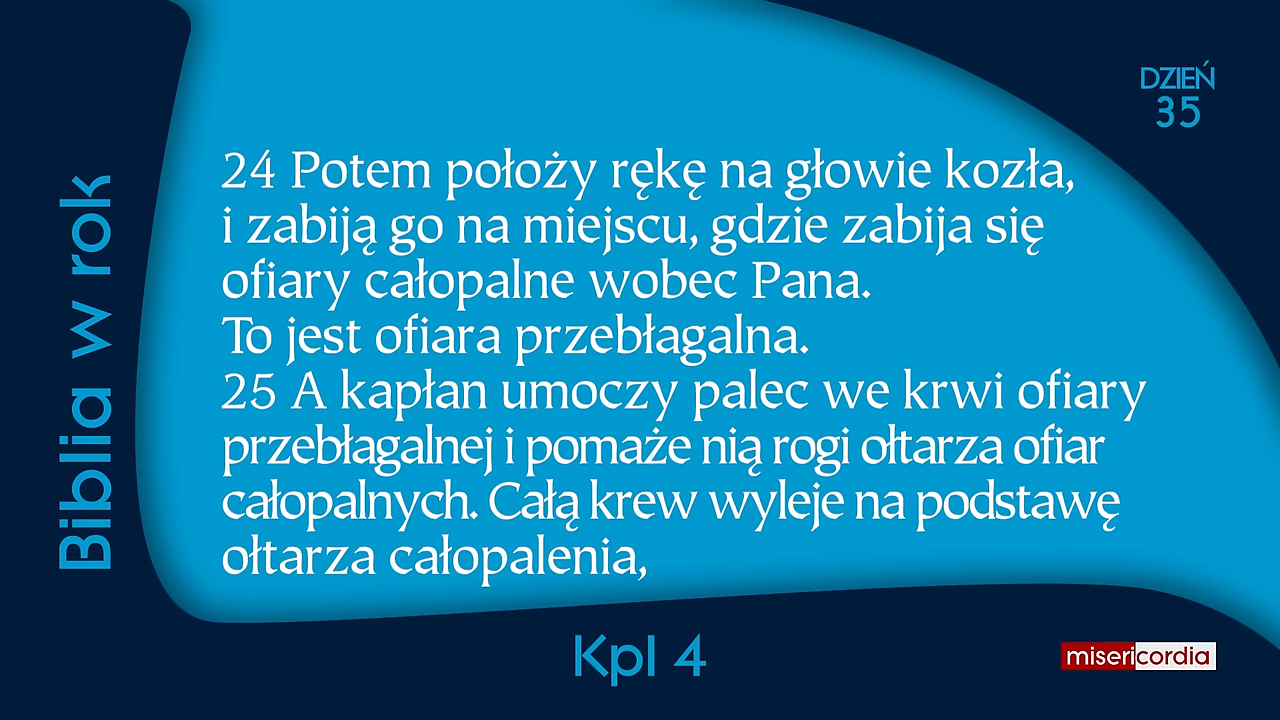 DZIEŃ
35
Biblia w rok
24 Potem położy rękę na głowie kozła,
i zabiją go na miejscu, gdzie zabija się
ofiary całopalne wobec Pana.
To jest ofiara przebłagalna.
25 A kapłan umoczy palec we krwi ofiary
przebłagalnej i pomaże nią rogi ołtarza ofiar
całopalnych. Całą krew wyleje na podstawę
ołtarza całopalenia,
Kpl 4
misericordia